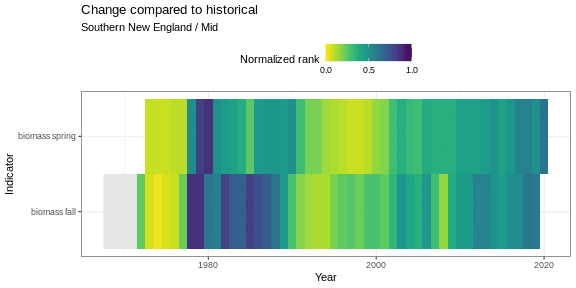 Change compared to historical
Southern New England / Mid
Normalized rank
0.0 0.5 1.0
Indicator
biomass spring
biomass fall
1980 2000 2020
Year